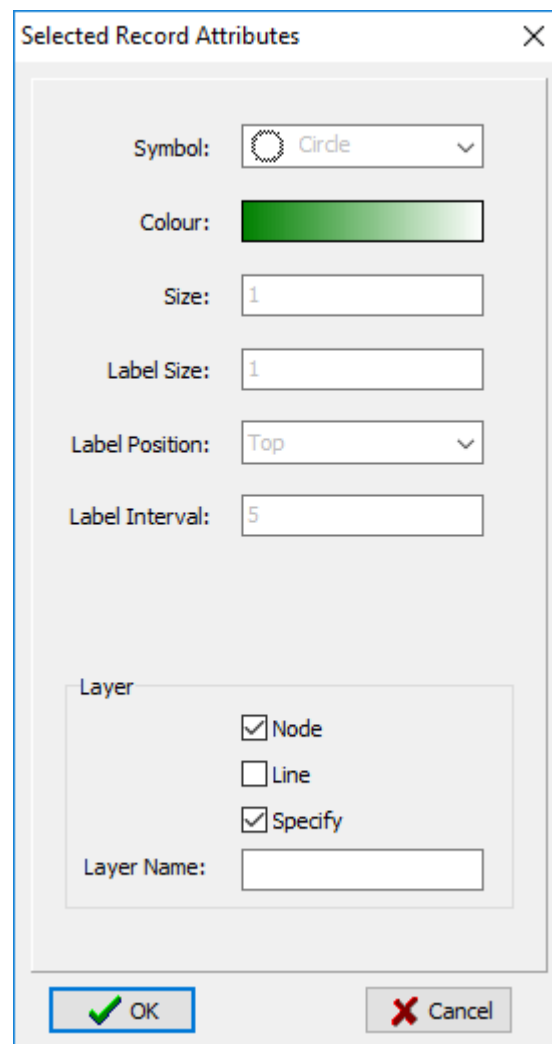 Selected Record Attributes
Symbol: Circle
Colour:
Size: 1
Label Size: 1
Label Position: Top
Label Interval: 5
Layer
Node
Line
Specify
Layer Name:
OK Cancel